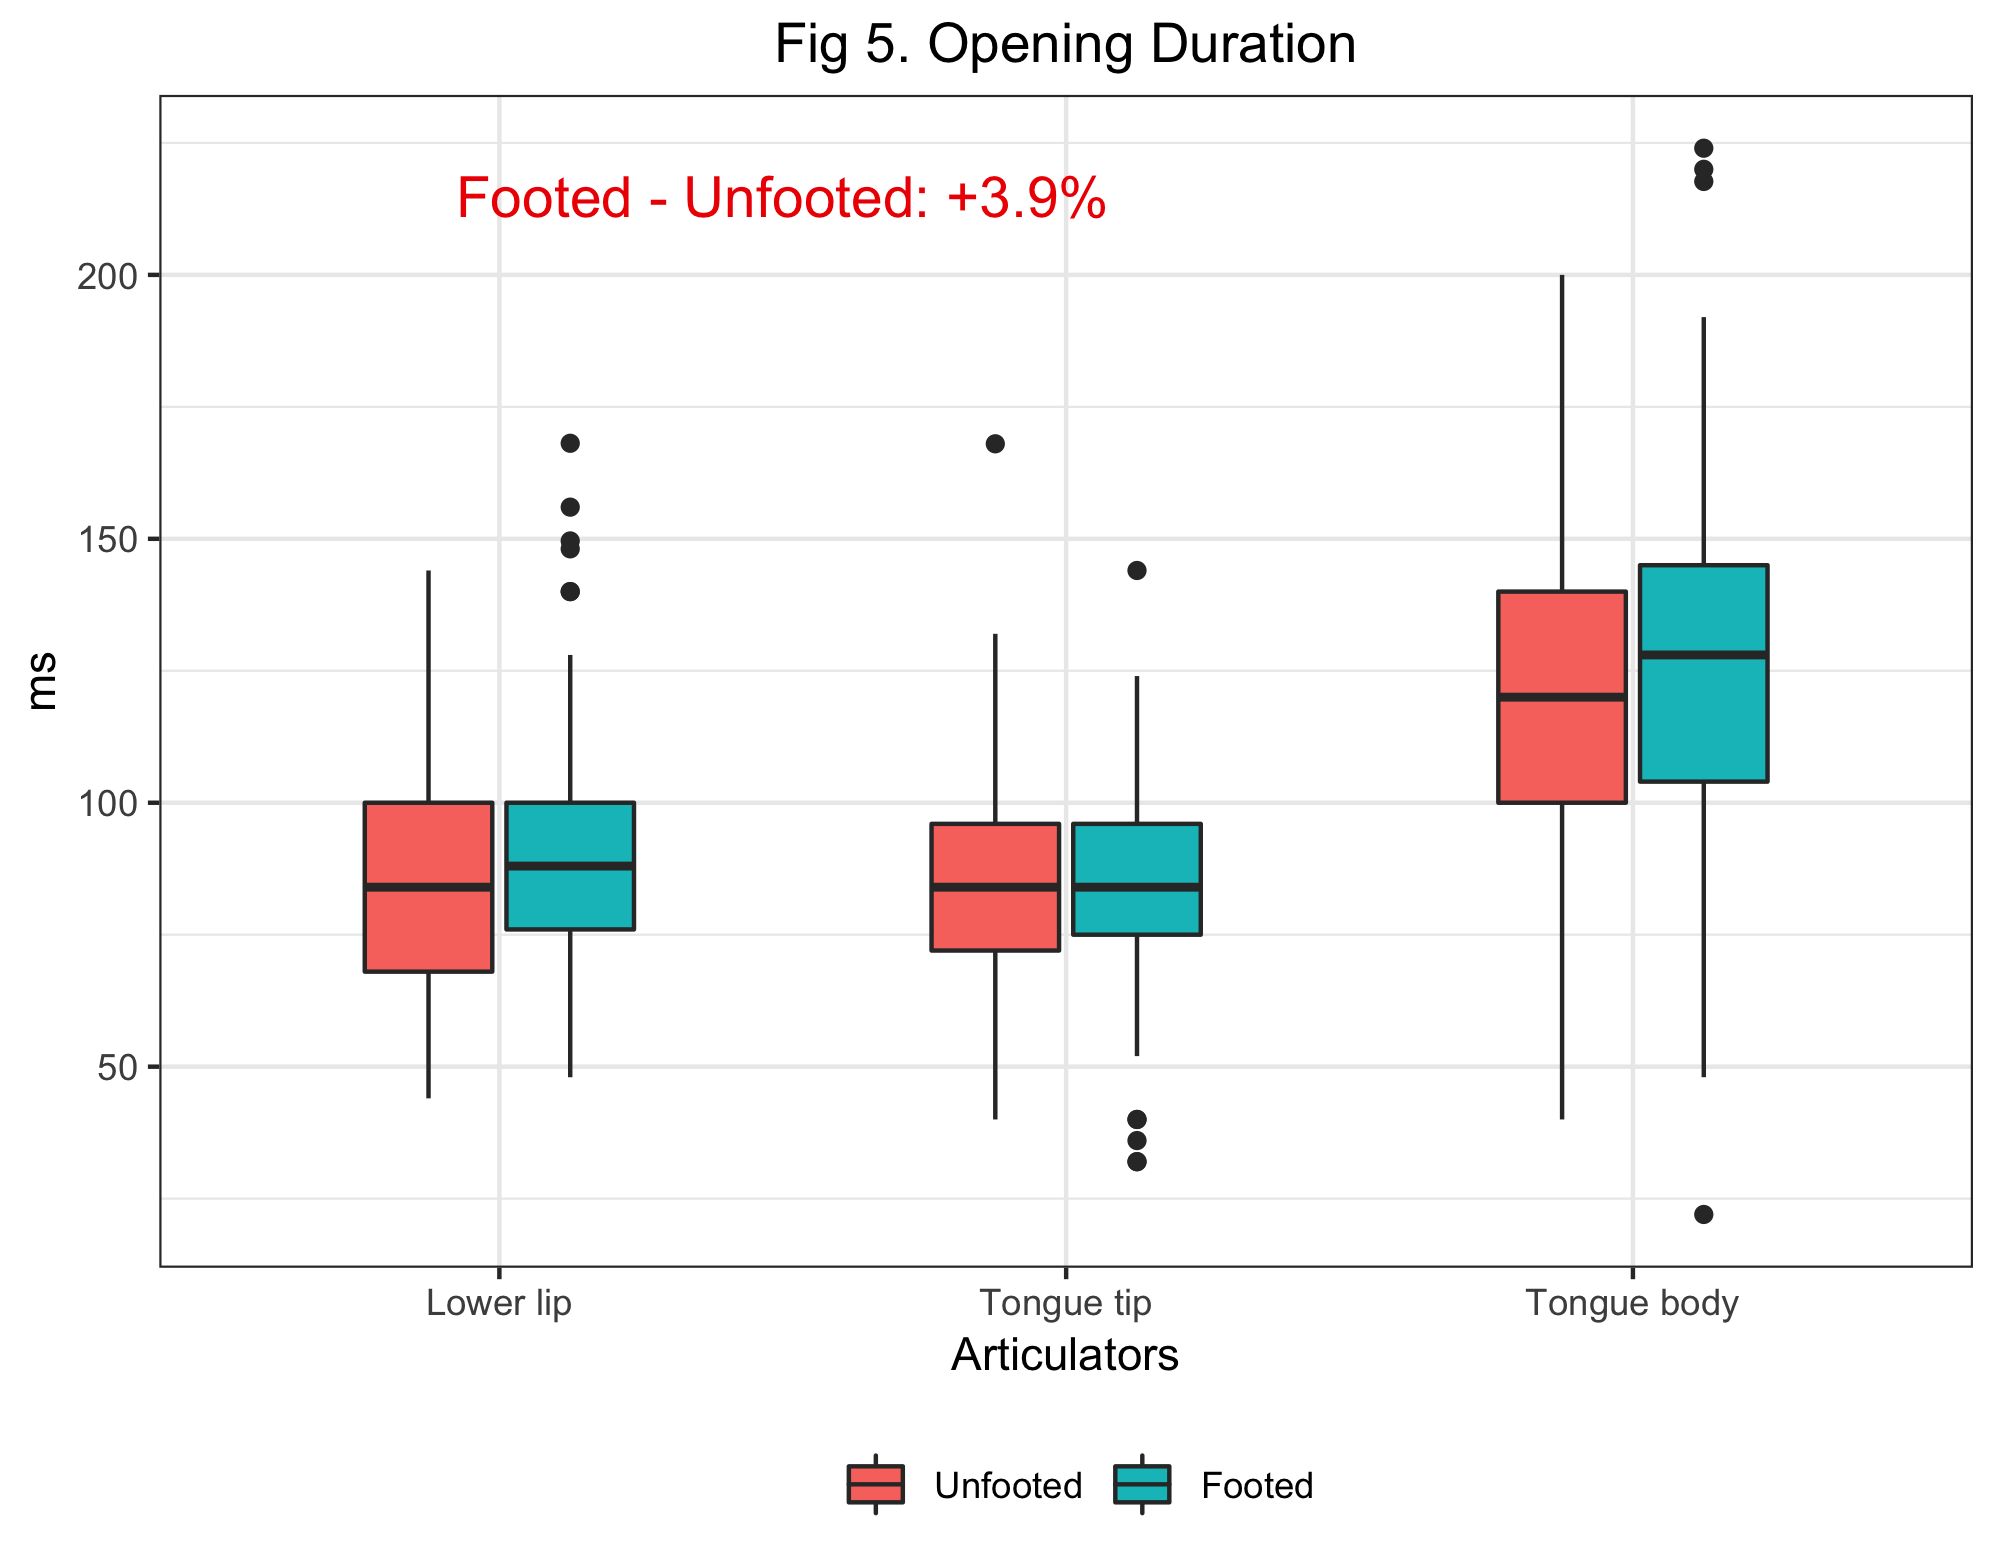 Fig 5. Opening Duration
Footed - Unfooted: +3.9%
200
150
100
50
ms
Lower lip Tongue tip Tongue body
Articulators
Unfooted Footed